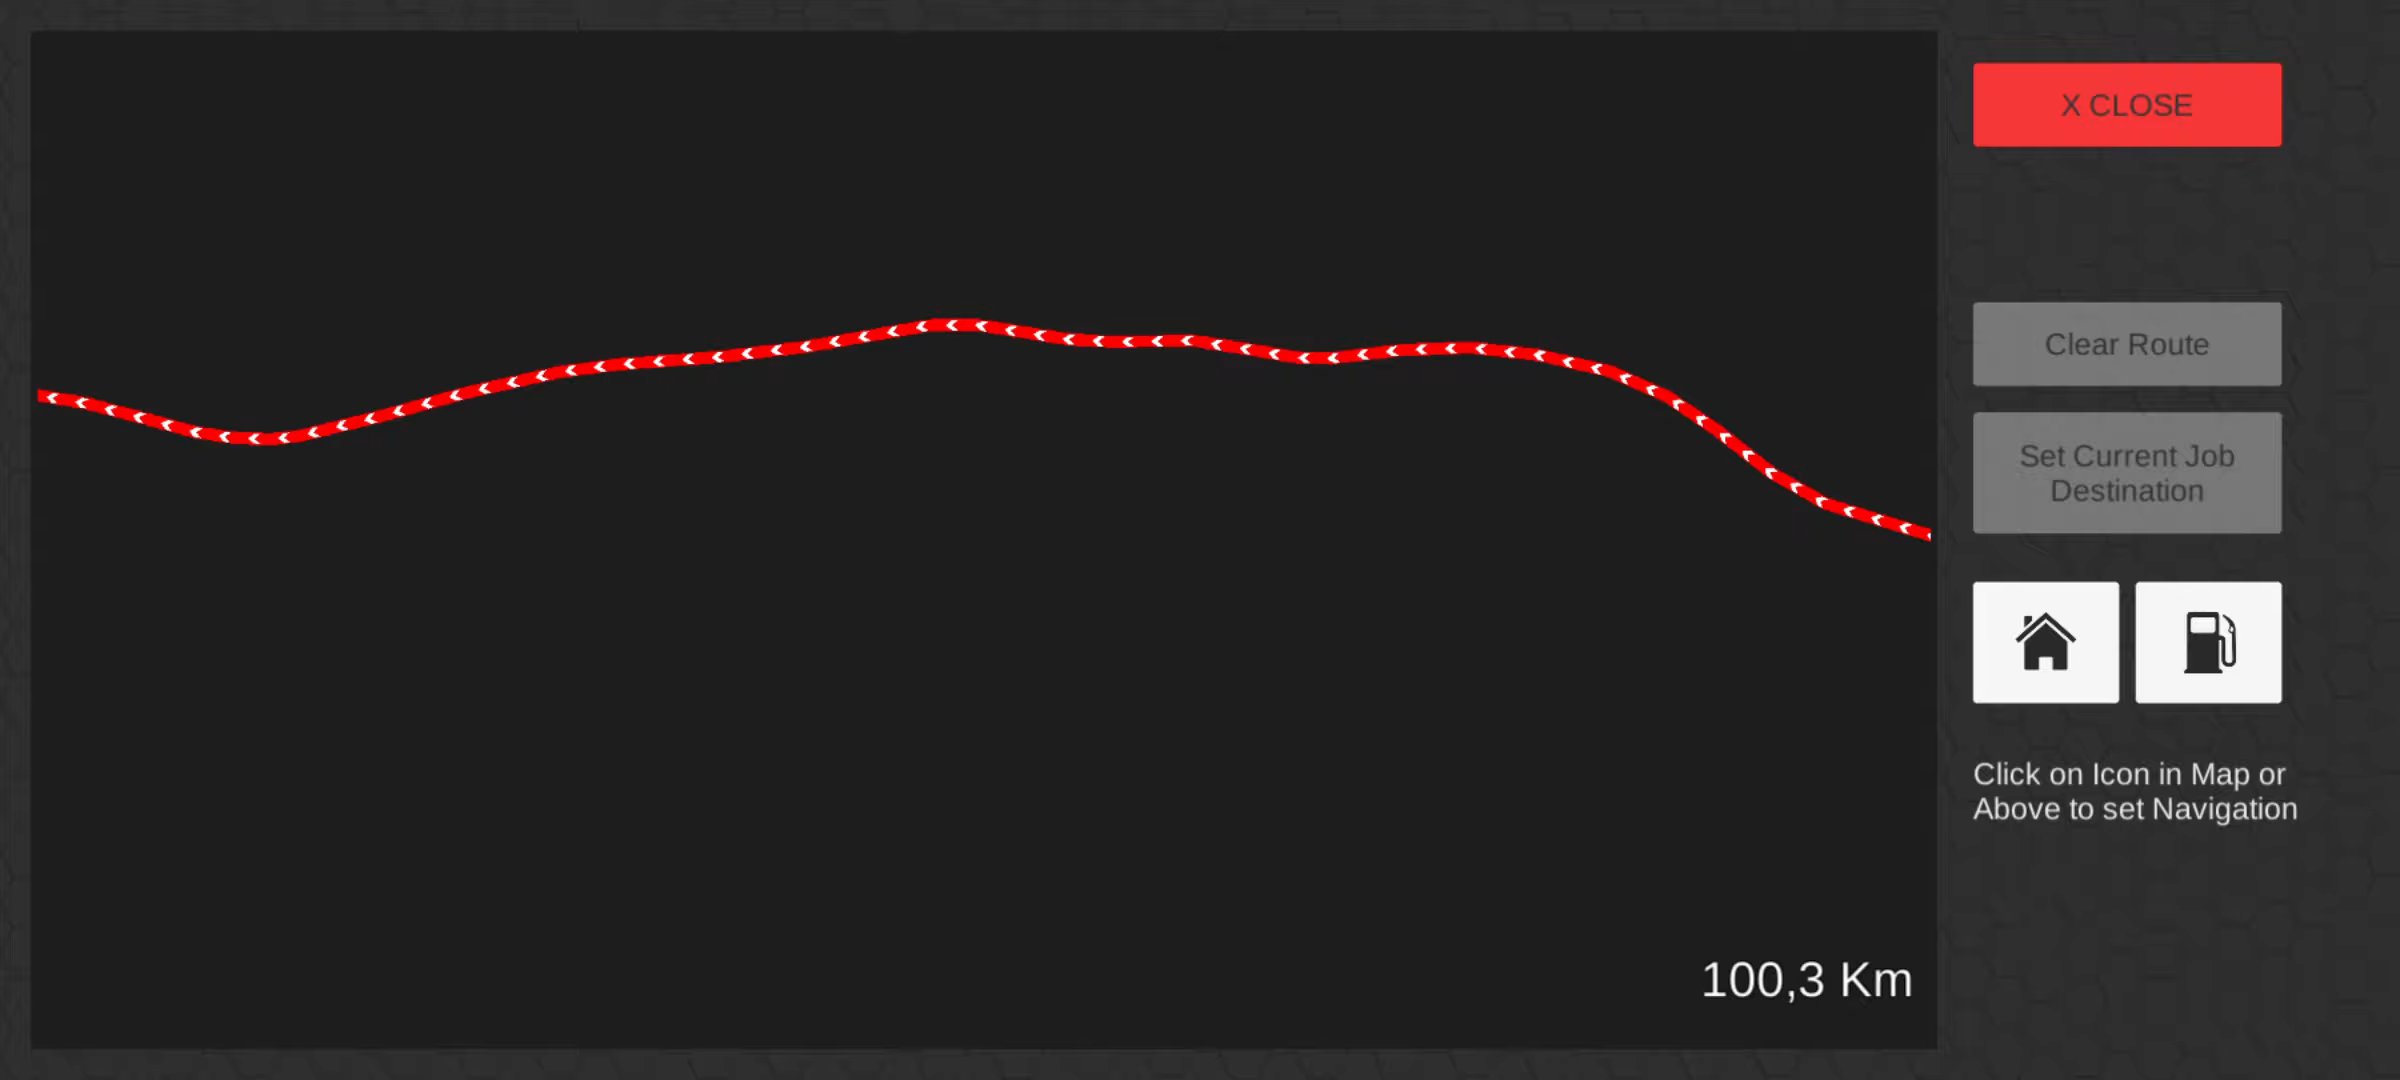 X CLOSE
Clear Route
Set Current Job
Destination
Click on Icon in Map or
Above to set Navigation
100,3 Km